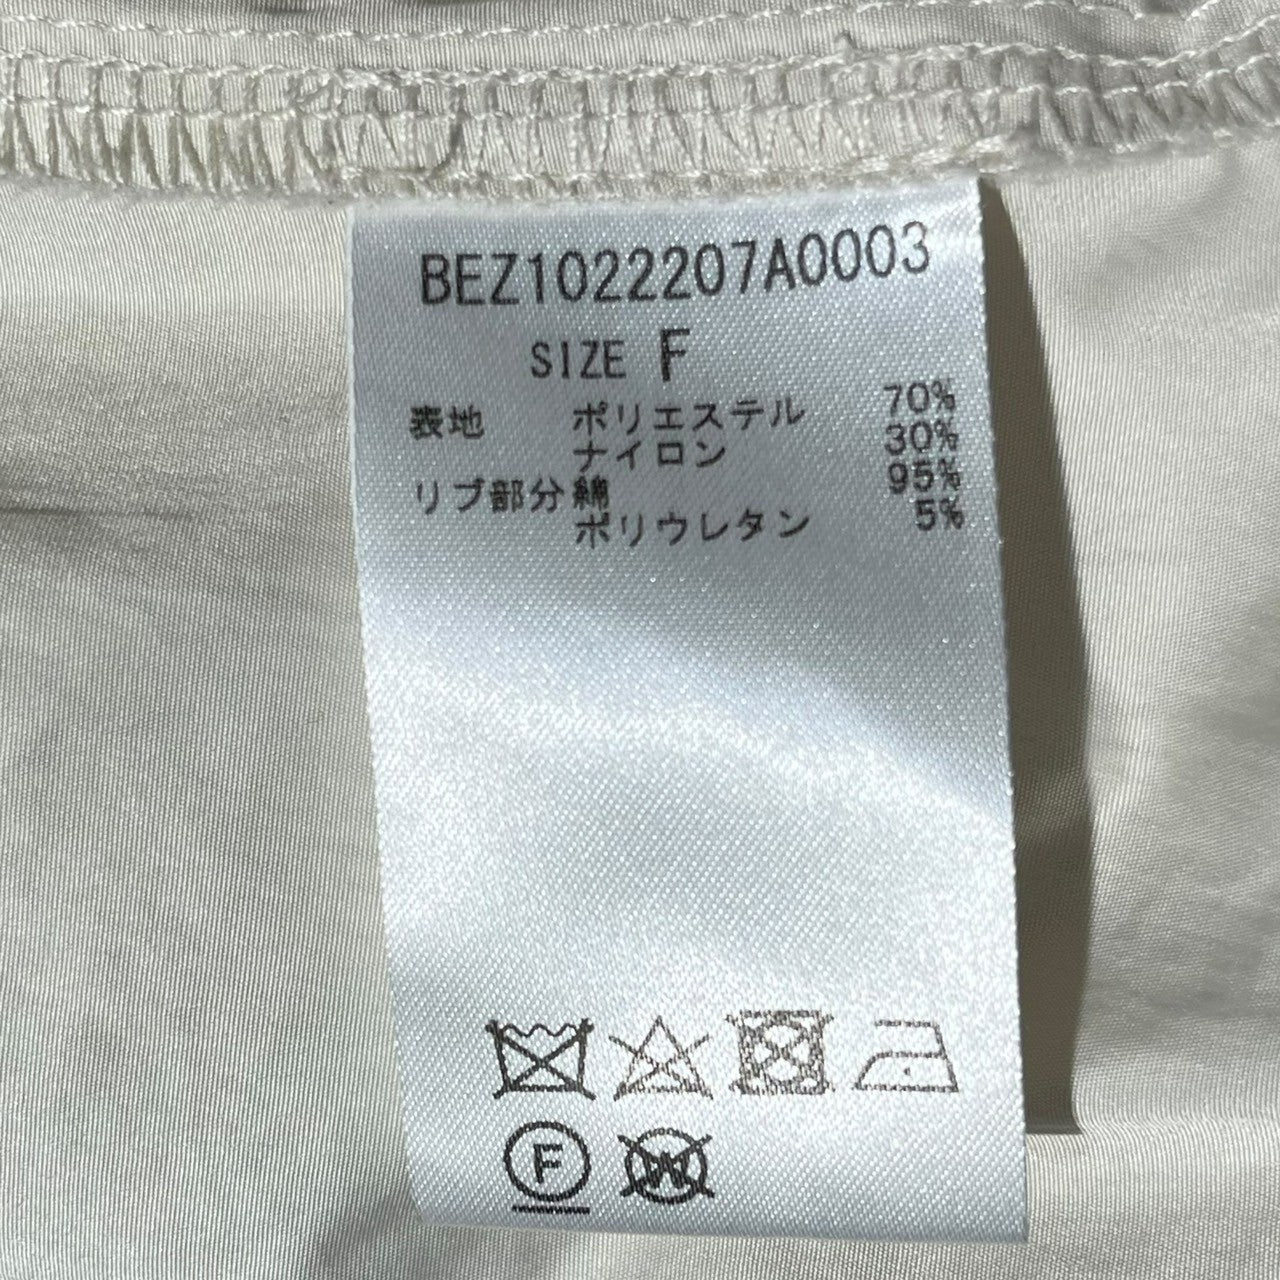 BEZ1022207A0003
SIZE F
表地 ポリエステル 70%
ナイロン 30%
リブ部分 綿 95%
ポリウレタン 5%
F W